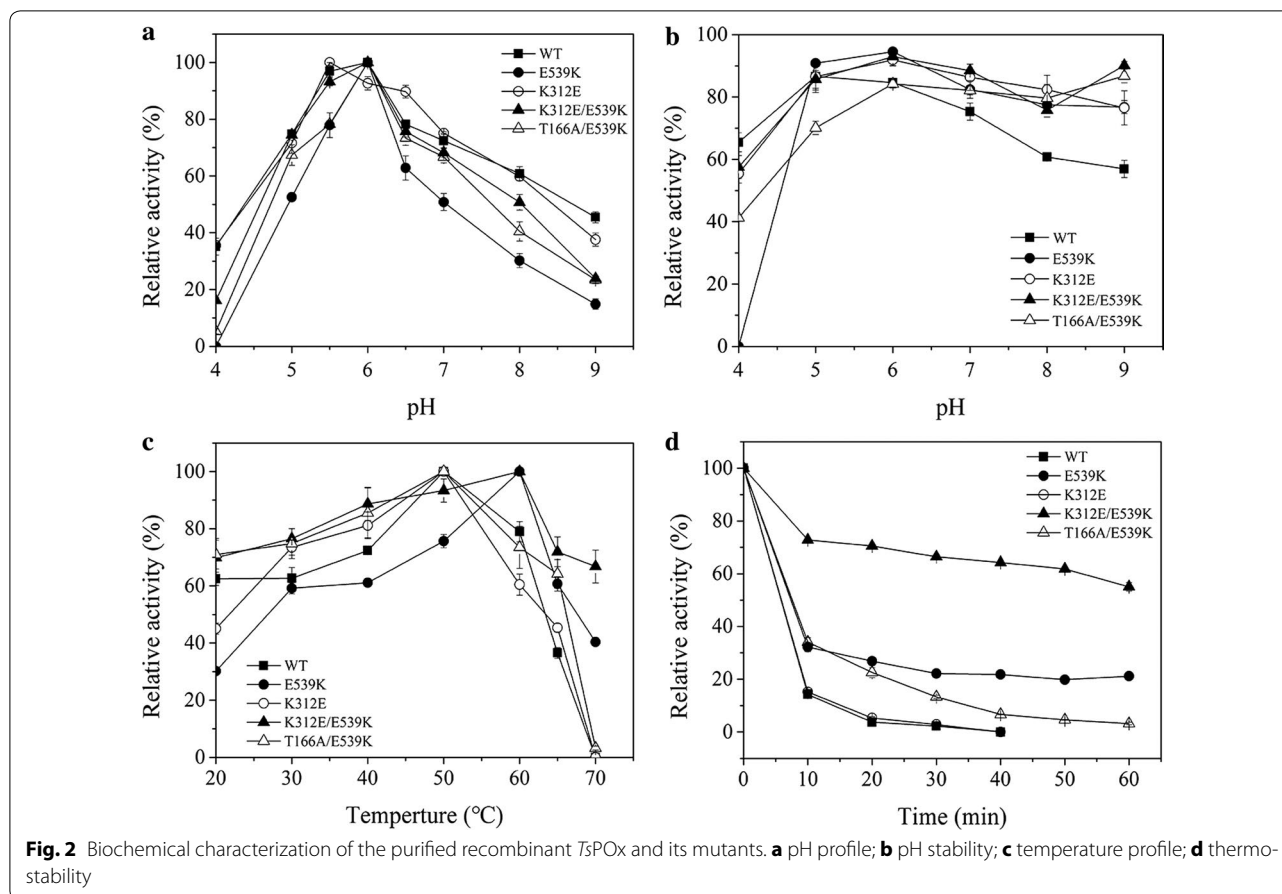 a
Relative activity (%)
100
80
60
40
20
0
WT
E539K
K312E
K312E/E539K
T166A/E539K
4 5 6 7 8 9
pH
b
Relative activity (%)
100
80
60
40
20
0
WT
E539K
K312E
K312E/E539K
T166A/E539K
4 5 6 7 8 9
pH
c
Relative activity (%)
100
80
60
40
20
0
WT
E539K
K312E
K312E/E539K
T166A/E539K
20 30 40 50 60 70
Temperture (°C)
d
Relative activity (%)
100
80
60
40
20
0
WT
E539K
K312E
K312E/E539K
T166A/E539K
0 10 20 30 40 50 60
Time (min)
Fig. 2 Biochemical characterization of the purified recombinant TsPOx and its mutants. a pH profile; b pH stability; c temperature profile; d thermo-
stability